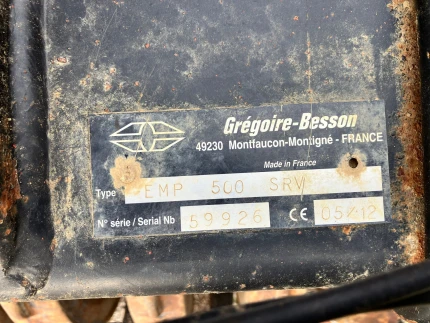 Grégoire-Besson
49230 Montfaucon-Montigné - FRANCE
Made in France
Type EMP 500 SRV
N° série / Serial Nb 59926 CE 05